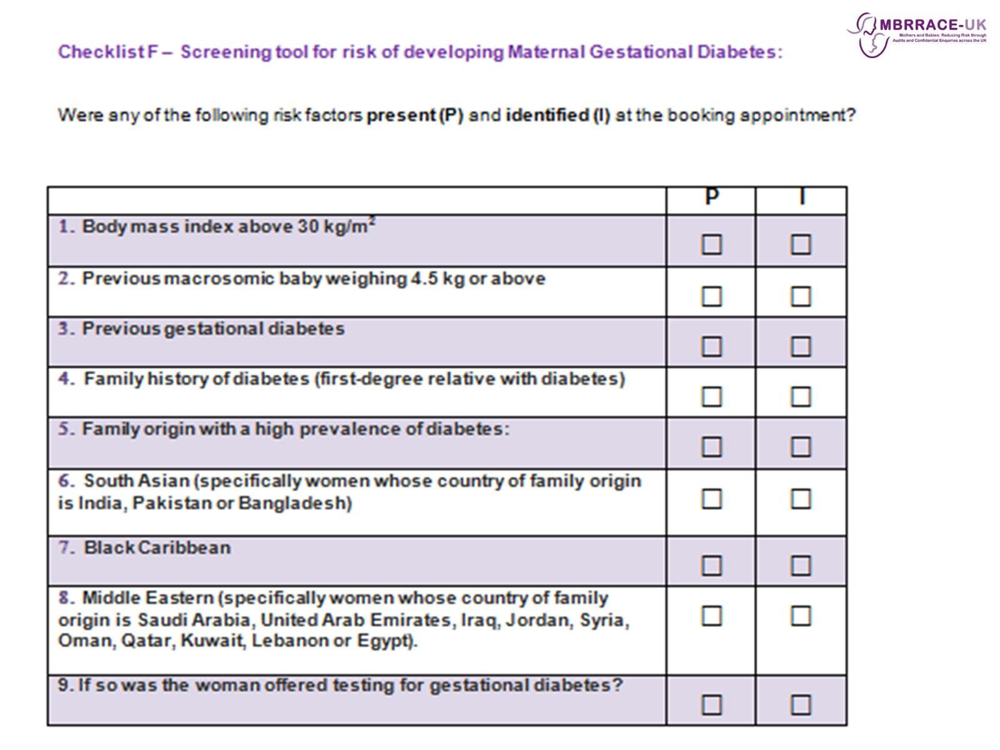 MBRRACE-UK
Mothers and Babies: Reducing Risk through
Audits and Confidential Enquiries across the UK
Checklist F – Screening tool for risk of developing Maternal Gestational Diabetes:
Were any of the following risk factors present (P) and identified (I) at the booking appointment?
P I
1. Body mass index above 30 kg/m²
2. Previous macrosomic baby weighing 4.5 kg or above
3. Previous gestational diabetes
4. Family history of diabetes (first-degree relative with diabetes)
5. Family origin with a high prevalence of diabetes:
6. South Asian (specifically women whose country of family origin
is India, Pakistan or Bangladesh)
7. Black Caribbean
8. Middle Eastern (specifically women whose country of family
origin is Saudi Arabia, United Arab Emirates, Iraq, Jordan, Syria,
Oman, Qatar, Kuwait, Lebanon or Egypt).
9. If so was the woman offered testing for gestational diabetes?